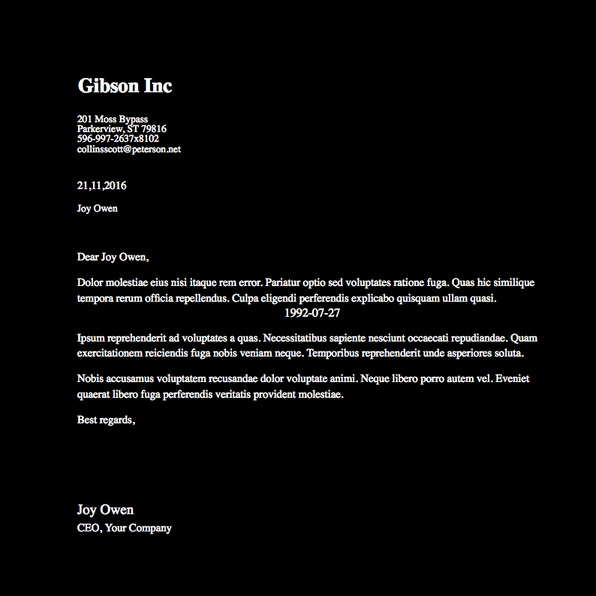 Gibson Inc
201 Moss Bypass
Parkerview, ST 79816
596-997-2637x8102
collinsscott@peterson.net
21,11,2016
Joy Owen
Dear Joy Owen,
Dolor molestiae eius nisi itaque rem error. Pariatur optio sed voluptates ratione fuga. Quas hic similique
tempora rerum officia repellendus. Culpa eligendi perferendis explicabo quisquam ullam quasi.
1992-07-27
Ipsum reprehenderit ad voluptates a quas. Necessitatibus sapiente nesciunt occaecati repudiandae. Quam
exercitationem reiciendis fuga nobis veniam neque. Temporibus reprehenderit unde asperiores soluta.
Nobis accusamus voluptatem recusandae dolor voluptate animi. Neque libero porro autem vel. Eveniet
quaerat libero fuga perferendis veritatis provident molestiae.
Best regards,
Joy Owen
CEO, Your Company